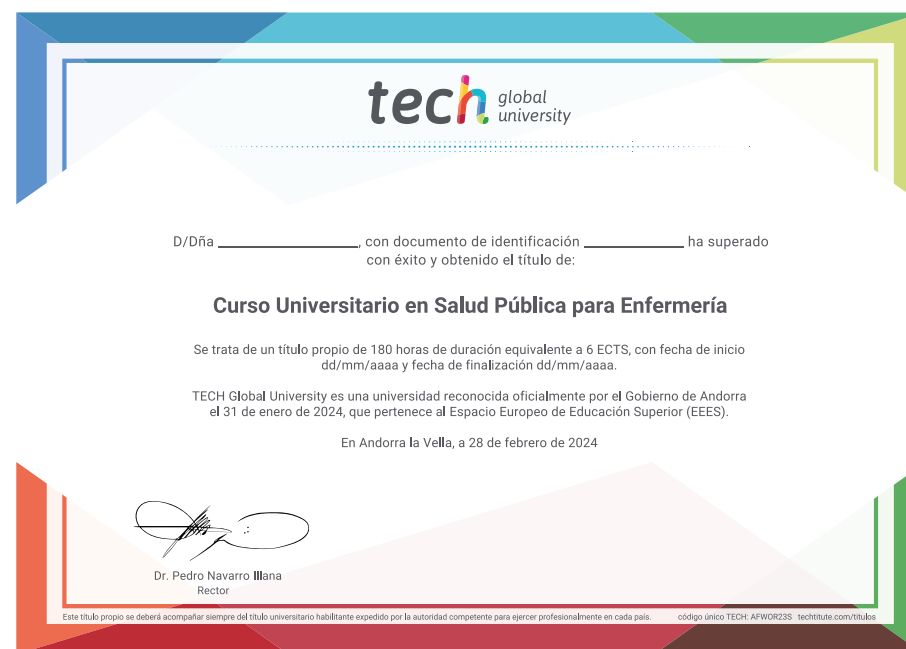 tech global
university
D/Dña ____________________, con documento de identificación ______________ ha superado
con éxito y obtenido el título de:
Curso Universitario en Salud Pública para Enfermería
Se trata de un título propio de 180 horas de duración equivalente a 6 ECTS, con fecha de inicio
dd/mm/aaaa y fecha de finalización dd/mm/aaaa.
TECH Global University es una universidad reconocida oficialmente por el Gobierno de Andorra
el 31 de enero de 2024, que pertenece al Espacio Europeo de Educación Superior (EEES).
En Andorra la Vella, a 28 de febrero de 2024
Dr. Pedro Navarro Illana
Rector
Este título propio se deberá acompañar siempre del título universitario habilitante expedido por la autoridad competente para ejercer profesionalmente en cada país. código único TECH: AFWOR23S techtitute.com/titulos